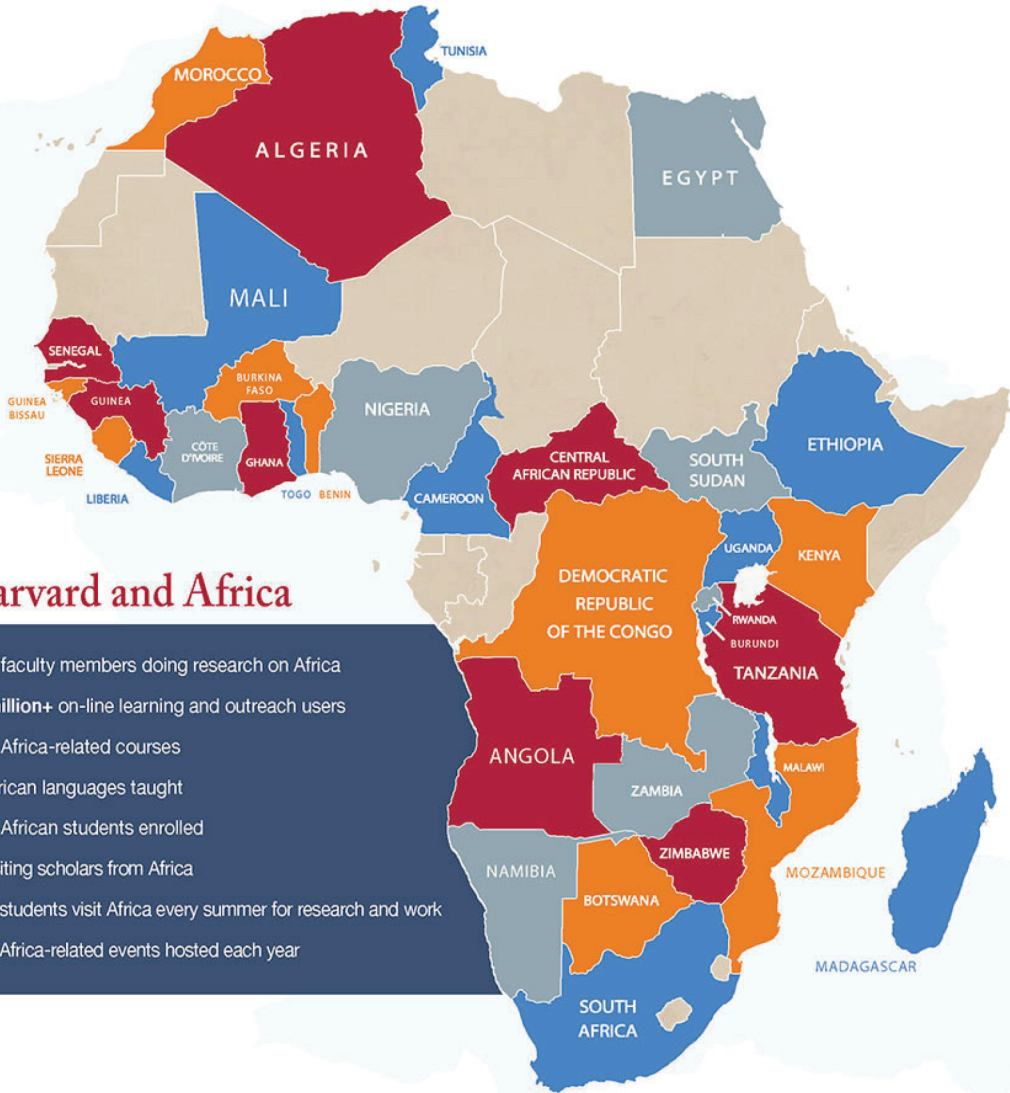 TUNISIA
MOROCCO
ALGERIA
EGYPT
MALI
SENEGAL
BURKINA
FASO
GUINEA
BISSAU
GUINEA
NIGERIA
CÔTE
D'IVOIRE
GHANA
SIERRA
LEONE
LIBERIA
TOGO BENIN
CAMEROON
CENTRAL
AFRICAN REPUBLIC
SOUTH
SUDAN
ETHIOPIA
UGANDA
KENYA
DEMOCRATIC
REPUBLIC
OF THE CONGO
RWANDA
BURUNDI
TANZANIA
arvard and Africa
faculty members doing research on Africa
illion+ on-line learning and outreach users
Africa-related courses
rican languages taught
African students enrolled
iting scholars from Africa
students visit Africa every summer for research and work
Africa-related events hosted each year
ANGOLA
ZAMBIA
MALAWI
ZIMBABWE
MOZAMBIQUE
NAMIBIA
BOTSWANA
MADAGASCAR
SOUTH
AFRICA